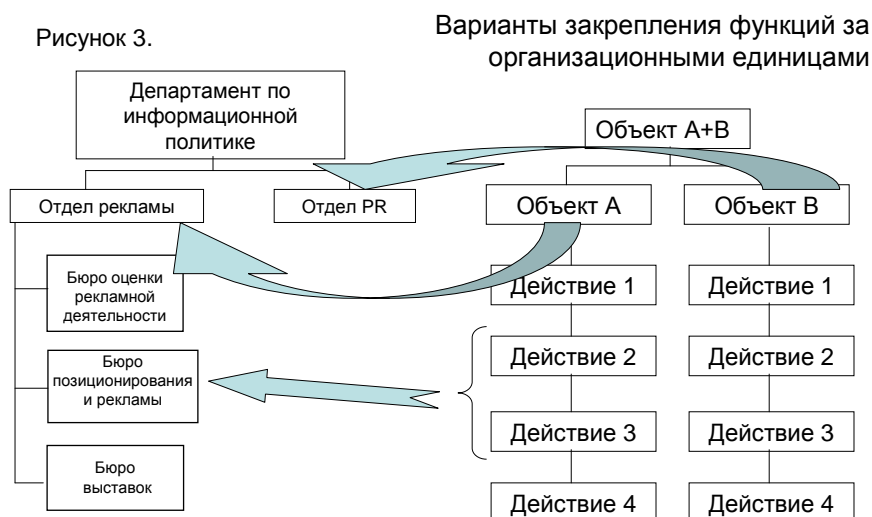 Рисунок 3.
Варианты закрепления функций за
организационными единицами
Департамент по
информационной
политике
Отдел рекламы
Отдел PR
Бюро оценки
рекламной
деятельности
Бюро
позиционирования
и рекламы
Бюро
выставок
Объект А+В
Объект А
Объект В
Действие 1
Действие 1
Действие 2
Действие 2
Действие 3
Действие 3
Действие 4
Действие 4